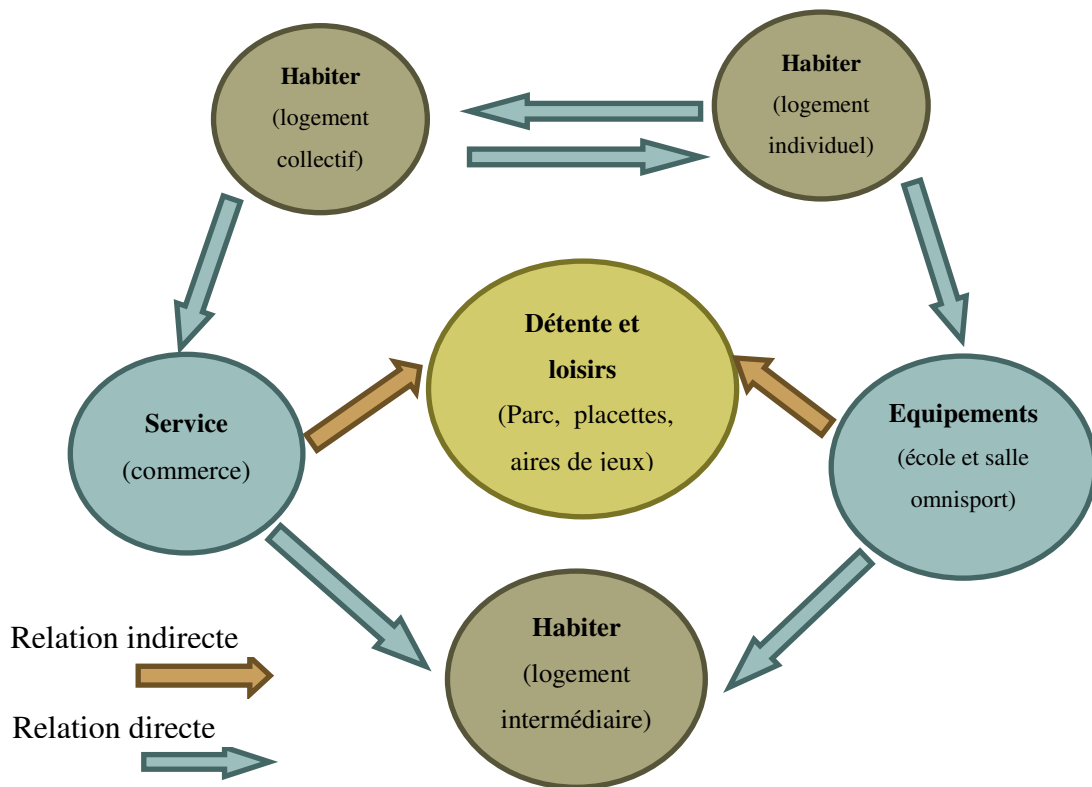 Habiter
(logement
collectif)
Habiter
(logement
individuel)
Détente et
loisirs
(Parc, placettes,
aires de jeux)
Service
(commerce)
Equipements
(école et salle
omnisport)
Habiter
(logement
intermédiaire)
Relation indirecte
Relation directe